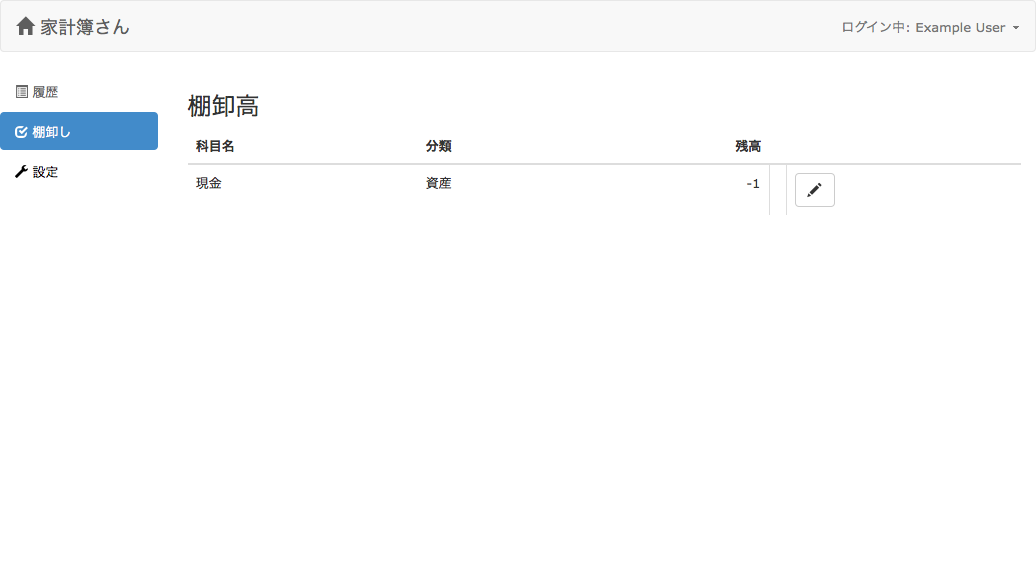 家計簿さん
ログイン中: Example User
履歴
棚卸し
設定
棚卸高
科目名 分類 残高
現金 資産 -1